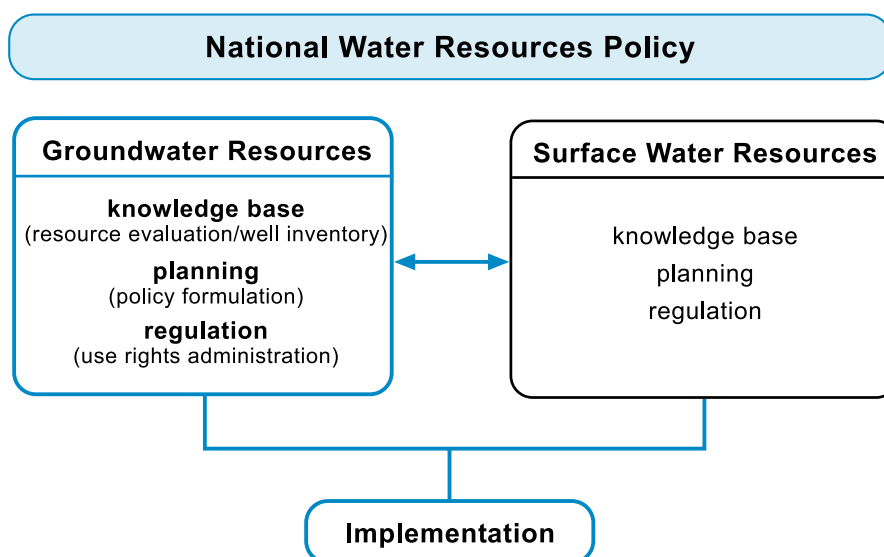 National Water Resources Policy
Groundwater Resources
knowledge base
(resource evaluation/well inventory)
planning
(policy formulation)
regulation
(use rights administration)
Surface Water Resources
knowledge base
planning
regulation
Implementation